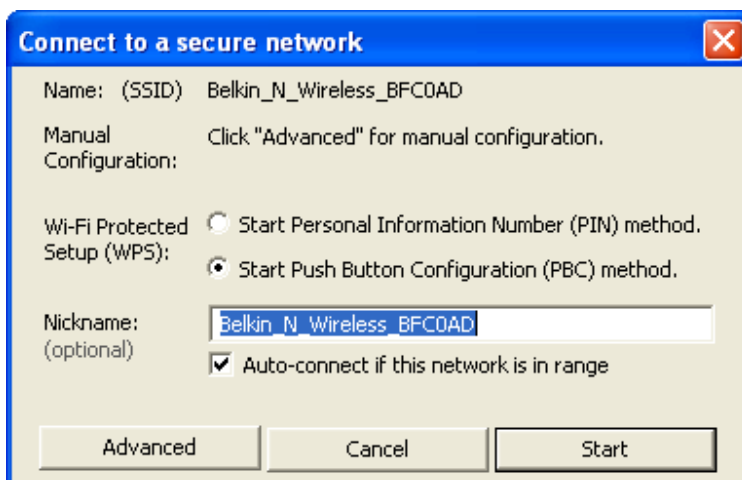 Connect to a secure network
Name: (SSID) Belkin_N_Wireless_BFC0AD
Manual Configuration: Click "Advanced" for manual configuration.
Wi-Fi Protected Setup (WPS):
Start Personal Information Number (PIN) method.
Start Push Button Configuration (PBC) method.
Nickname: (optional)
Belkin_N_Wireless_BFC0AD
Auto-connect if this network is in range
Advanced Cancel Start